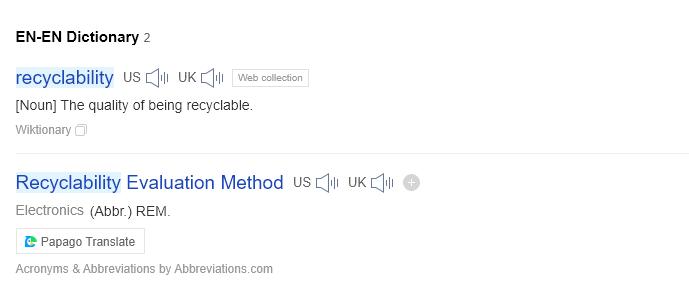 EN-EN Dictionary 2
recyclability US UK Web collection
[Noun] The quality of being recyclable.
Wiktionary
Recyclability Evaluation Method US UK
Electronics (Abbr.) REM.
Papago Translate
Acronyms & Abbreviations by Abbreviations.com